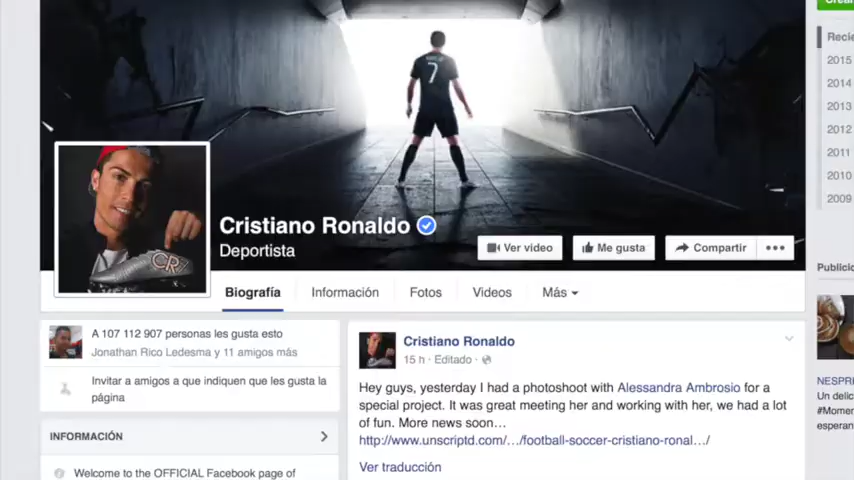 Recie
2015
2014
2013
2012
2011
2010
2009
7
CR7
Cristiano Ronaldo
Deportista
Ver video
Me gusta
Compartir
Biografía
Información
Fotos
Videos
Más
Publicid
A 107 112 907 personas les gusta esto
Jonathan Rico Ledesma y 11 amigos más
Invitar a amigos a que indiquen que les gusta la
página
INFORMACIÓN
Welcome to the OFFICIAL Facebook page of
Cristiano Ronaldo
15 h · Editado ·
Hey guys, yesterday I had a photoshoot with Alessandra Ambrosio for a
special project. It was great meeting her and working with her, we had a lot
of fun. More news soon…
http://www.unscriptd.com/…/football-soccer-cristiano-ronal…/
Ver traducción
NESPRE
Un delic
#Momen
esperan